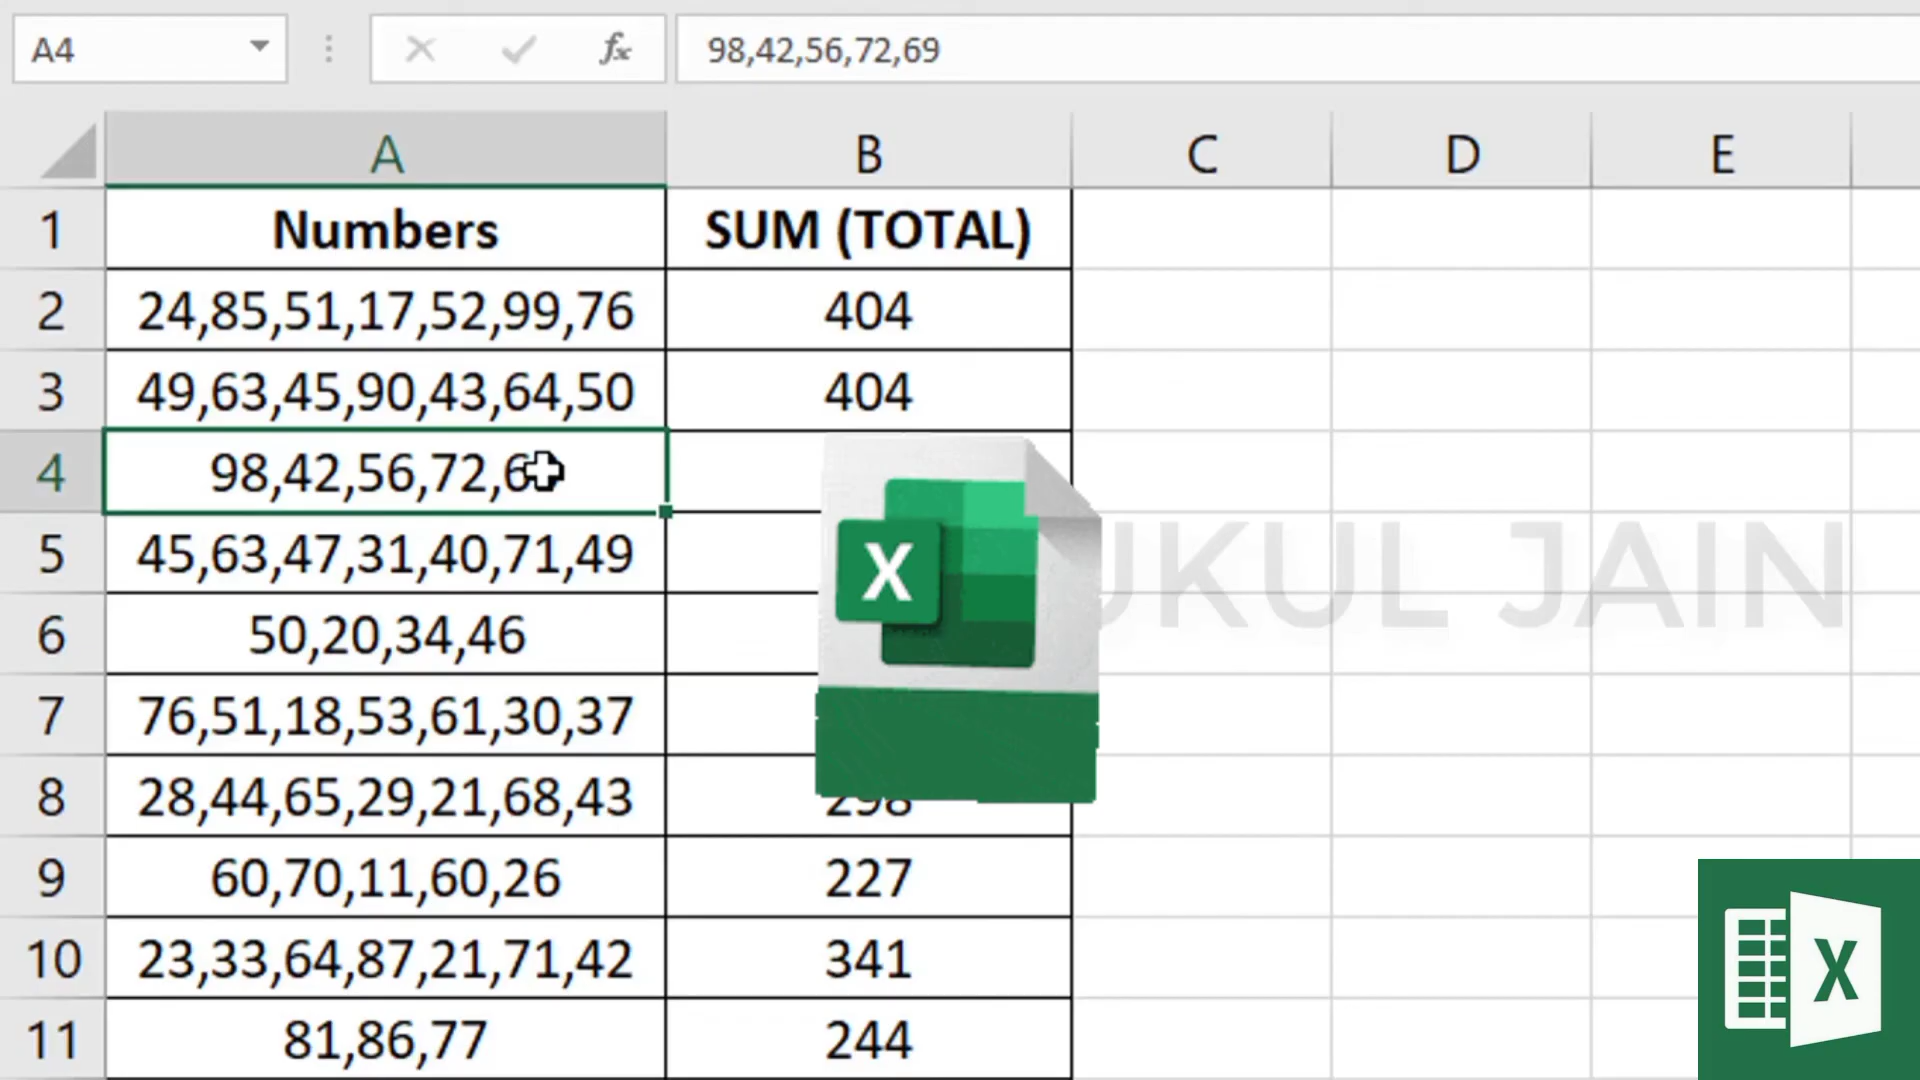 A4 fx 98,42,56,72,69
A B C D E
1 Numbers SUM (TOTAL)
2 24,85,51,17,52,99,76 404
3 49,63,45,90,43,64,50 404
4 98,42,56,72,6
5 45,63,47,31,40,71,49
UKUL JAIN
6 50,20,34,46
7 76,51,18,53,61,30,37
8 28,44,65,29,21,68,43 298
9 60,70,11,60,26 227
10 23,33,64,87,21,71,42 341
11 81,86,77 244
X
X